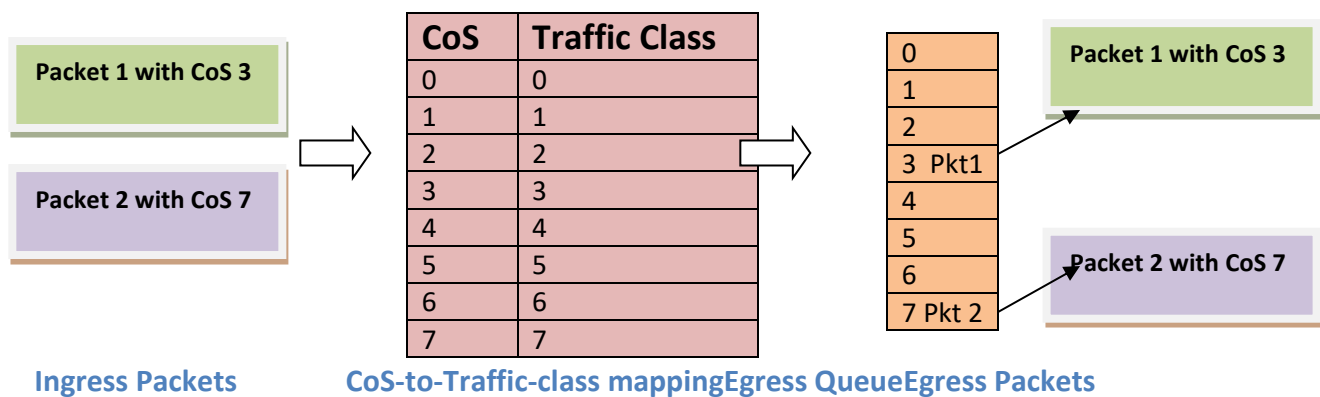 Packet 1 with CoS 3
Packet 2 with CoS 7
CoS Traffic Class
0 0
1 1
2 2
3 3
4 4
5 5
6 6
7 7
0
1
2
3 Pkt1
4
5
6
7 Pkt 2
Packet 1 with CoS 3
Packet 2 with CoS 7
Ingress Packets CoS-to-Traffic-class mappingEgress QueueEgress Packets